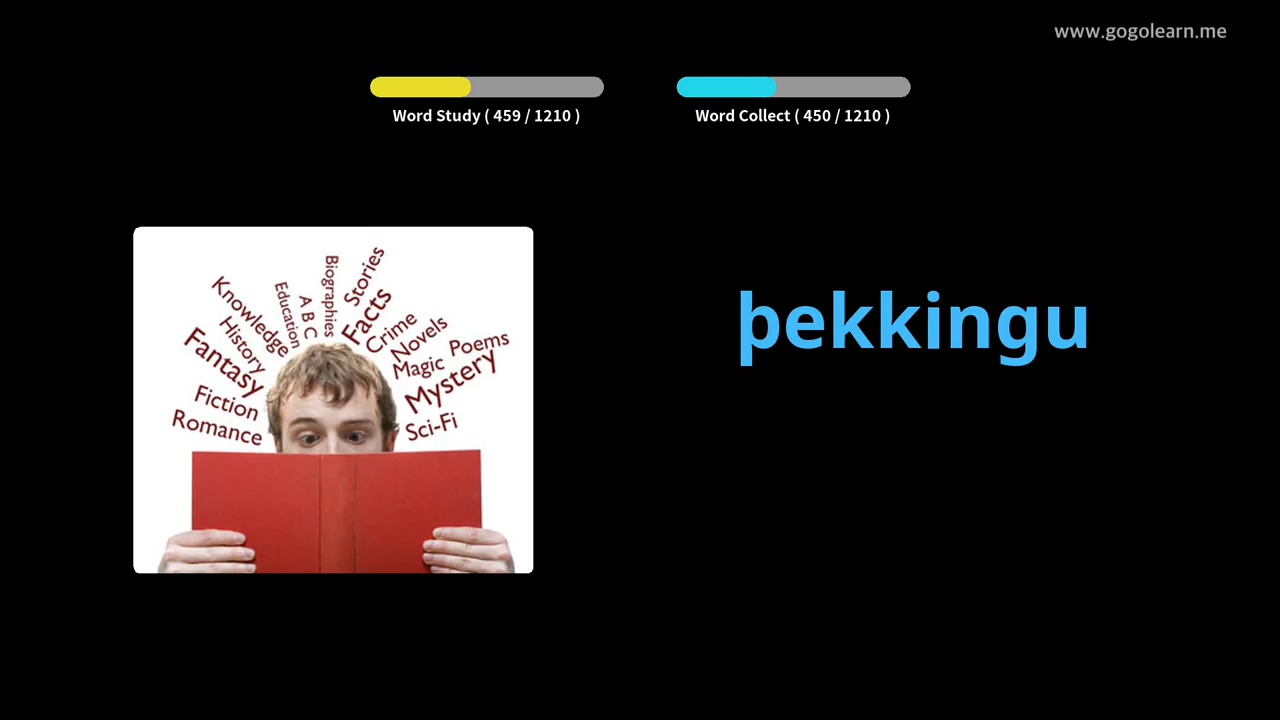 www.gogolearn.me
Word Study ( 459 / 1210 )
Word Collect ( 450 / 1210 )
Knowledge
Education
A B C
Biographies
Stories
Facts
History
Crime
Novels
Fantasy
Magic
Poems
Fiction
Mystery
Romance
Sci-Fi
þekkingu